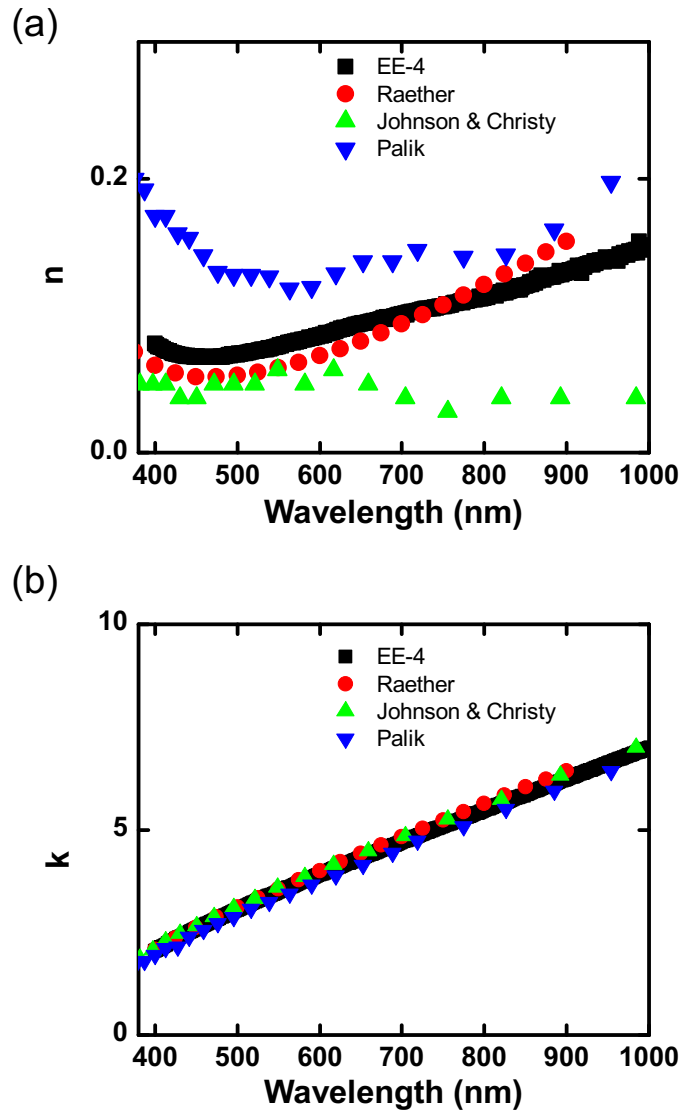 (a)
EE-4
Raether
Johnson & Christy
Palik
0.2
n
0.0
400 500 600 700 800 900 1000
Wavelength (nm)
(b)
10
EE-4
Raether
Johnson & Christy
Palik
5
k
0
400 500 600 700 800 900 1000
Wavelength (nm)